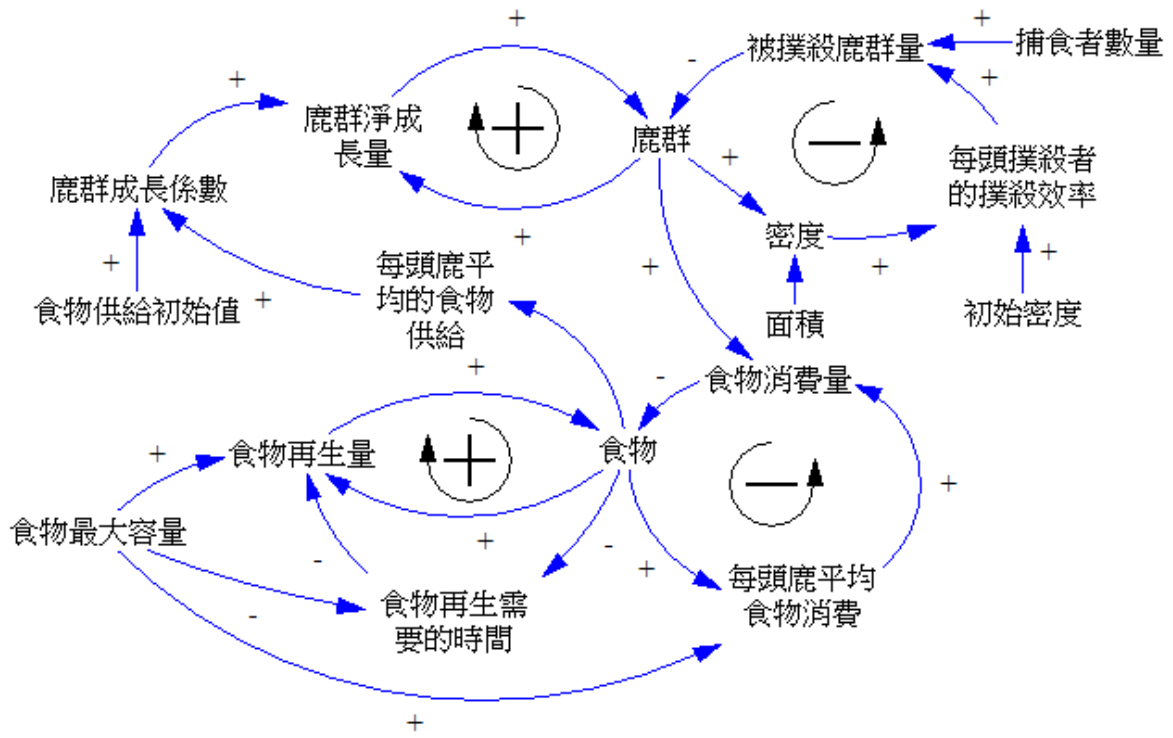 +
+
被撲殺鹿群量
捕食者數量
-
+
+
鹿群淨成
長量
鹿群
+
每頭撲殺者
的撲殺效率
鹿群成長係數
密度
+
+
+
+
+
+
每頭鹿平
均的食物
供給
+
食物供給初始值
面積
初始密度
+
-
食物消費量
+
食物再生量
食物
+
食物最大容量
+
-
-
+
每頭鹿平均
食物消費
食物再生需
要的時間
-
+